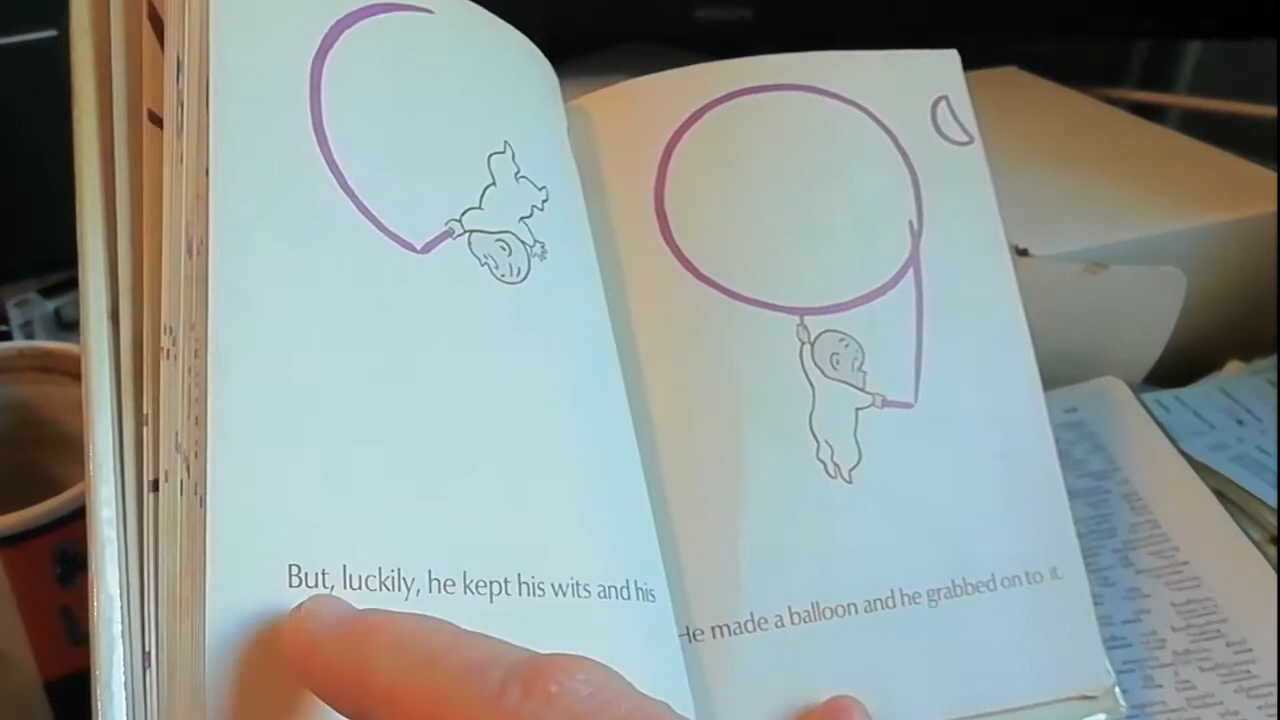 But, luckily, he kept his wits and his
He made a balloon and he grabbed on to it.